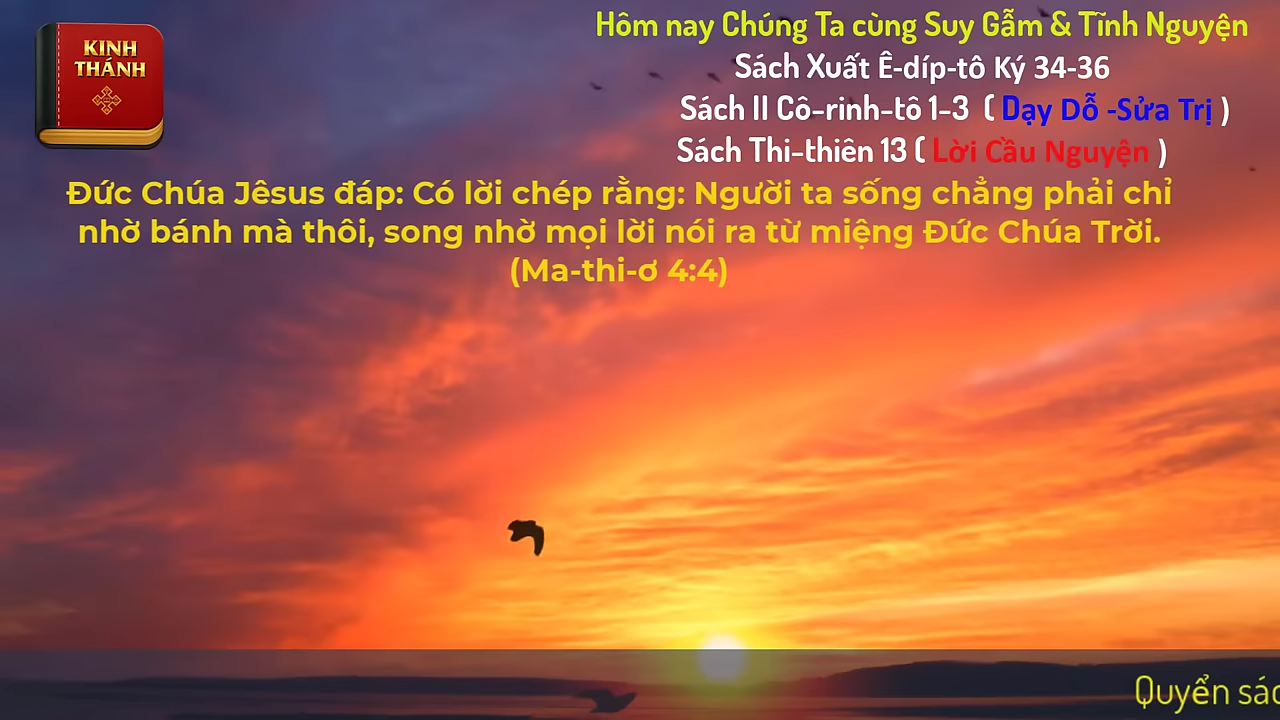 KINH
THÁNH
Hôm nay Chúng Ta cùng Suy Gẫm & Tĩnh Nguyện
Sách Xuất Ê-díp-tô Ký 34-36
Sách II Cô-rinh-tô 1-3 ( Dạy Dỗ -Sửa Trị )
Sách Thi-thiên 13 ( Lời Cầu Nguyện )
Đức Chúa Jêsus đáp: Có lời chép rằng: Người ta sống chẳng phải chỉ
nhờ bánh mà thôi, song nhờ mọi lời nói ra từ miệng Đức Chúa Trời.
(Ma-thi-ơ 4:4)
Quyển sác